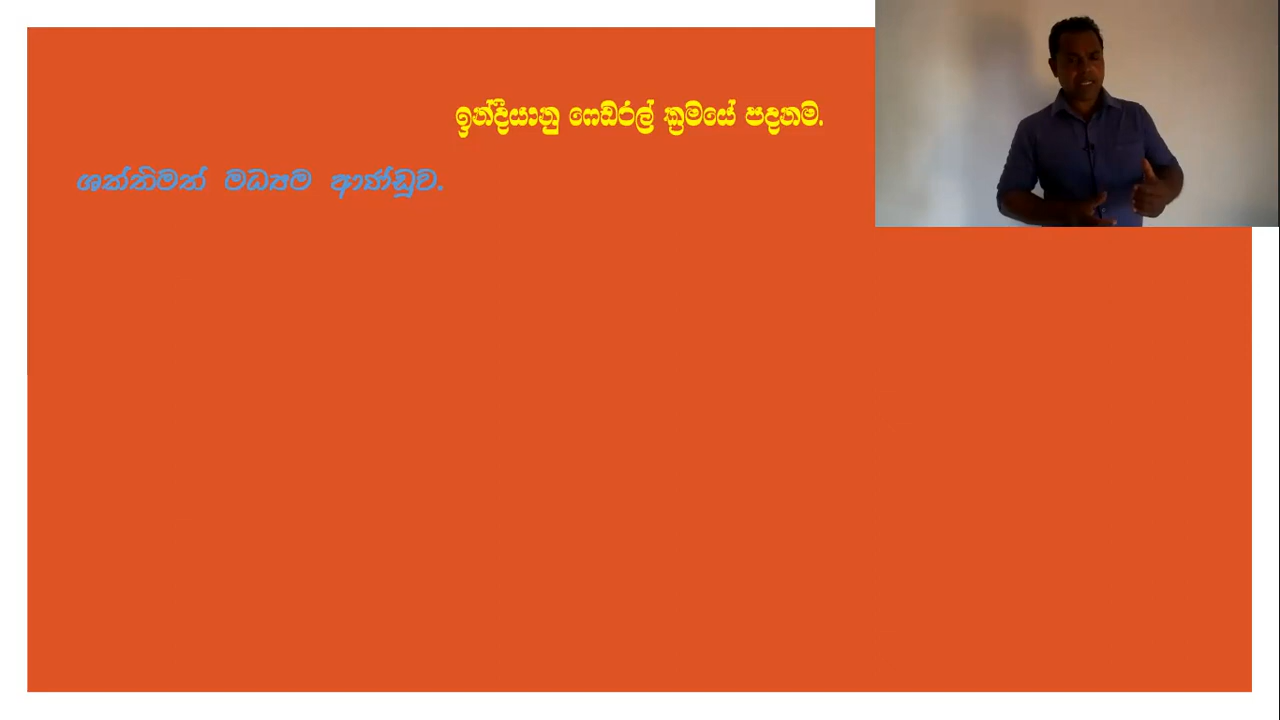 ඉන්දියානු ෆෙඩරල් ක්‍රමයේ පදනම.
ශක්තිමත් මධ්‍යම ආණ්ඩුව.